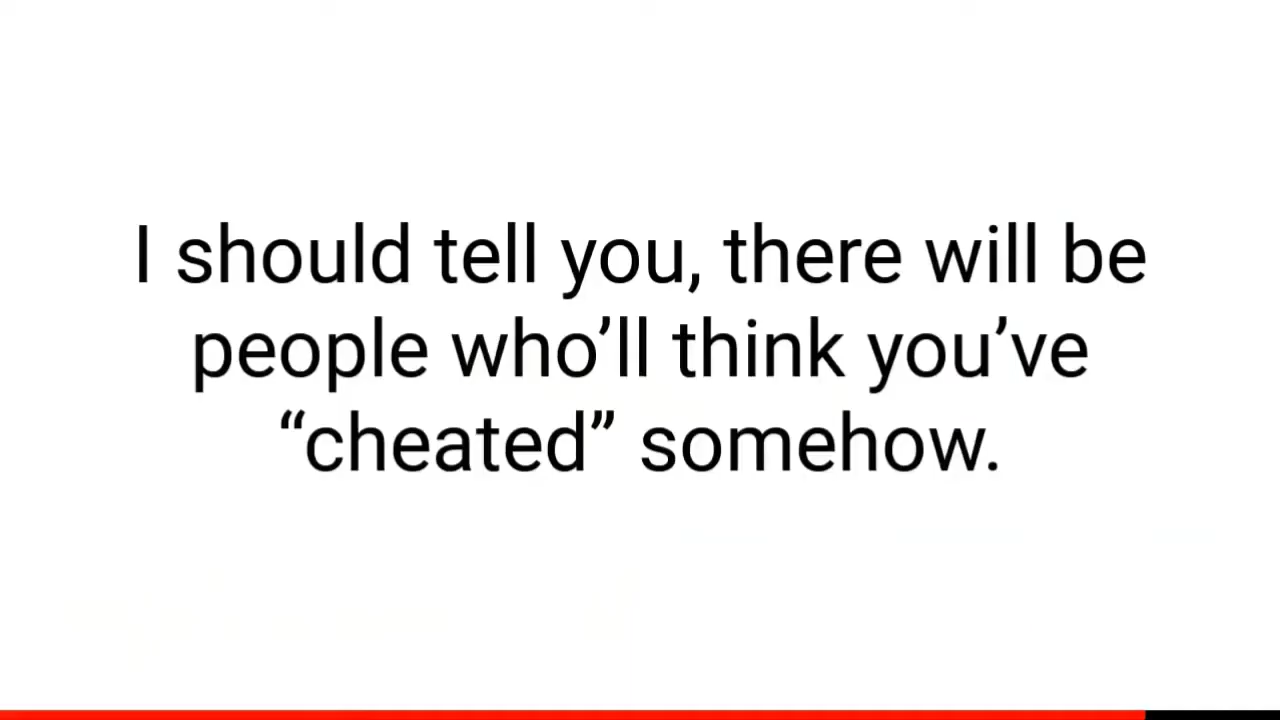 I should tell you, there will be
people who’ll think you’ve
“cheated” somehow.